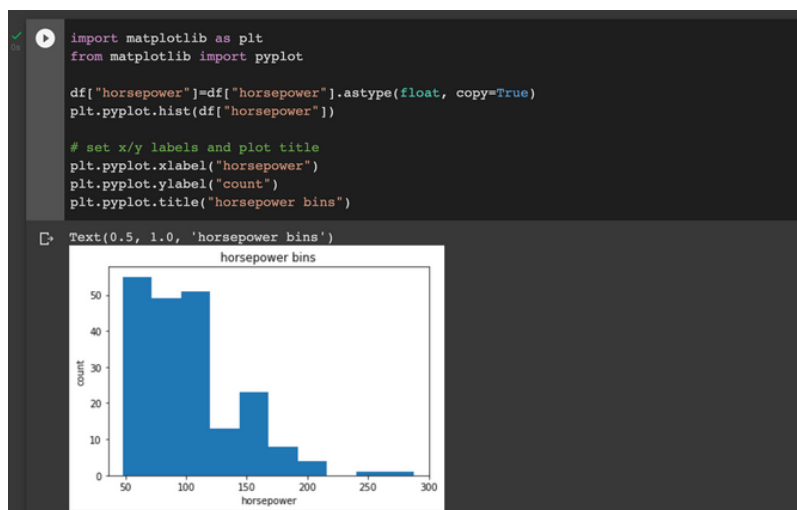 import matplotlib as plt
from matplotlib import pyplot
df["horsepower"]=df["horsepower"].astype(float, copy=True)
plt.pyplot.hist(df["horsepower"])
# set x/y labels and plot title
plt.pyplot.xlabel("horsepower")
plt.pyplot.ylabel("count")
plt.pyplot.title("horsepower bins")
0s
Text(0.5, 1.0, 'horsepower bins')
horsepower bins
50
40
30
20
10
0
count
50 100 150 200 250 300
horsepower